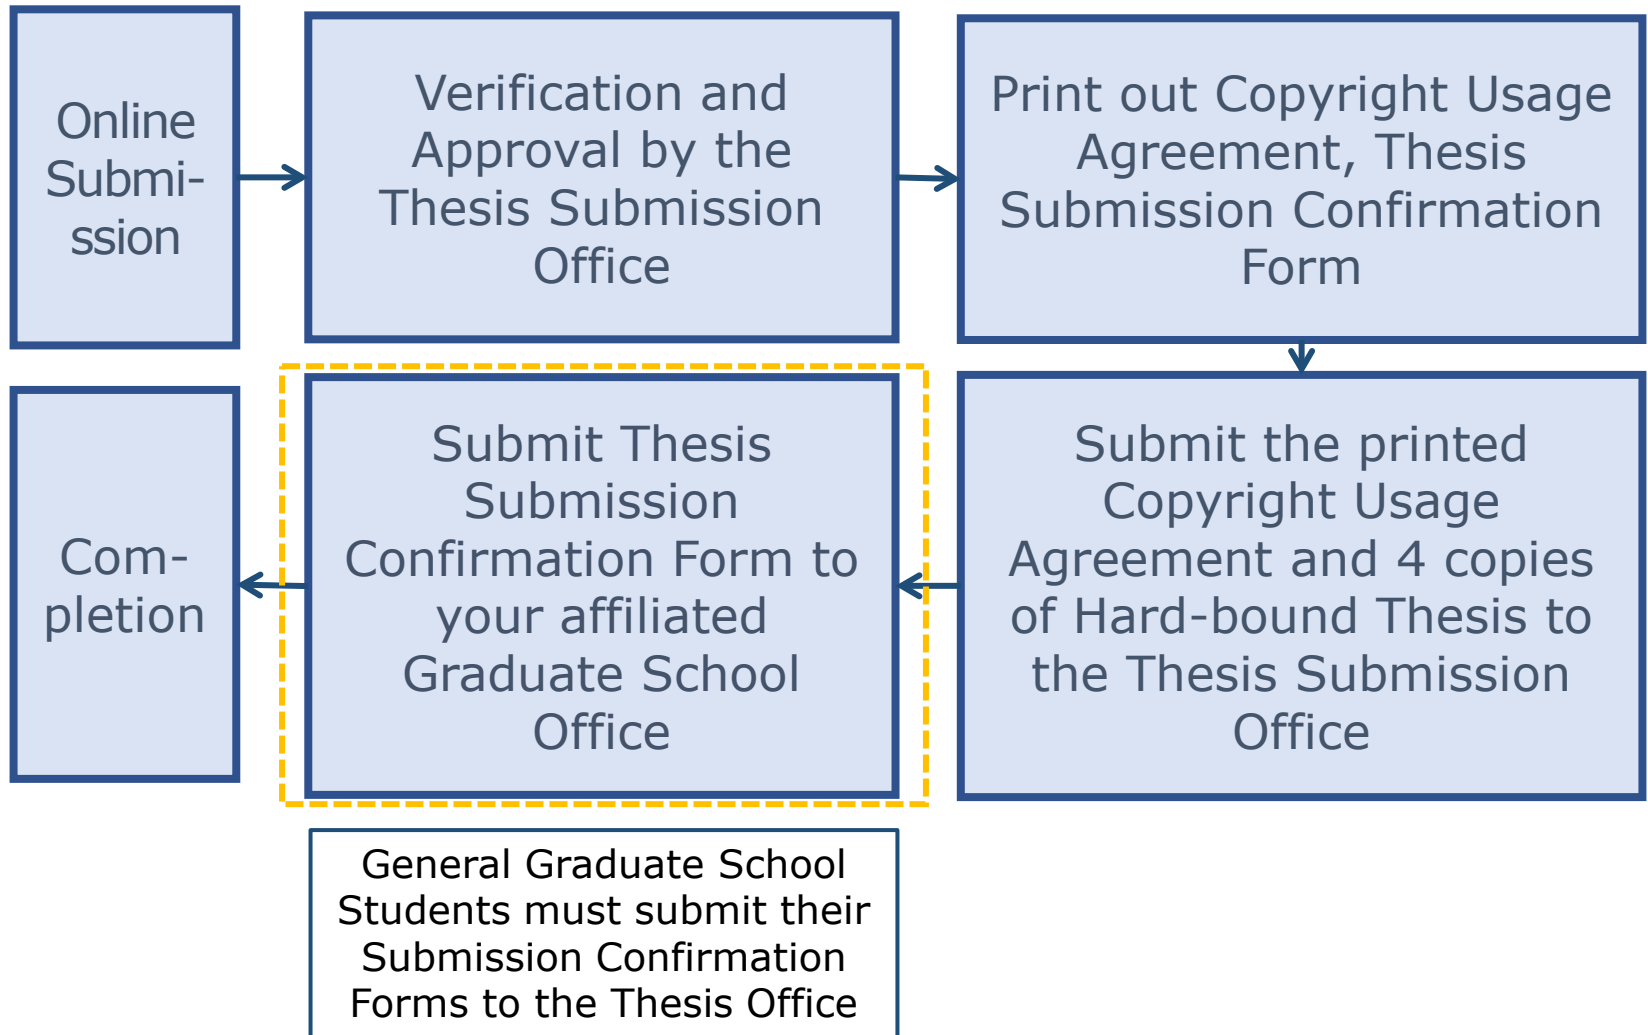 Online
Submi-
ssion
Verification and
Approval by the
Thesis Submission
Office
Print out Copyright Usage
Agreement, Thesis
Submission Confirmation
Form
Submit the printed
Copyright Usage
Agreement and 4 copies
of Hard-bound Thesis to
the Thesis Submission
Office
Submit Thesis
Submission
Confirmation Form to
your affiliated
Graduate School
Office
Com-
pletion
General Graduate School
Students must submit their
Submission Confirmation
Forms to the Thesis Office